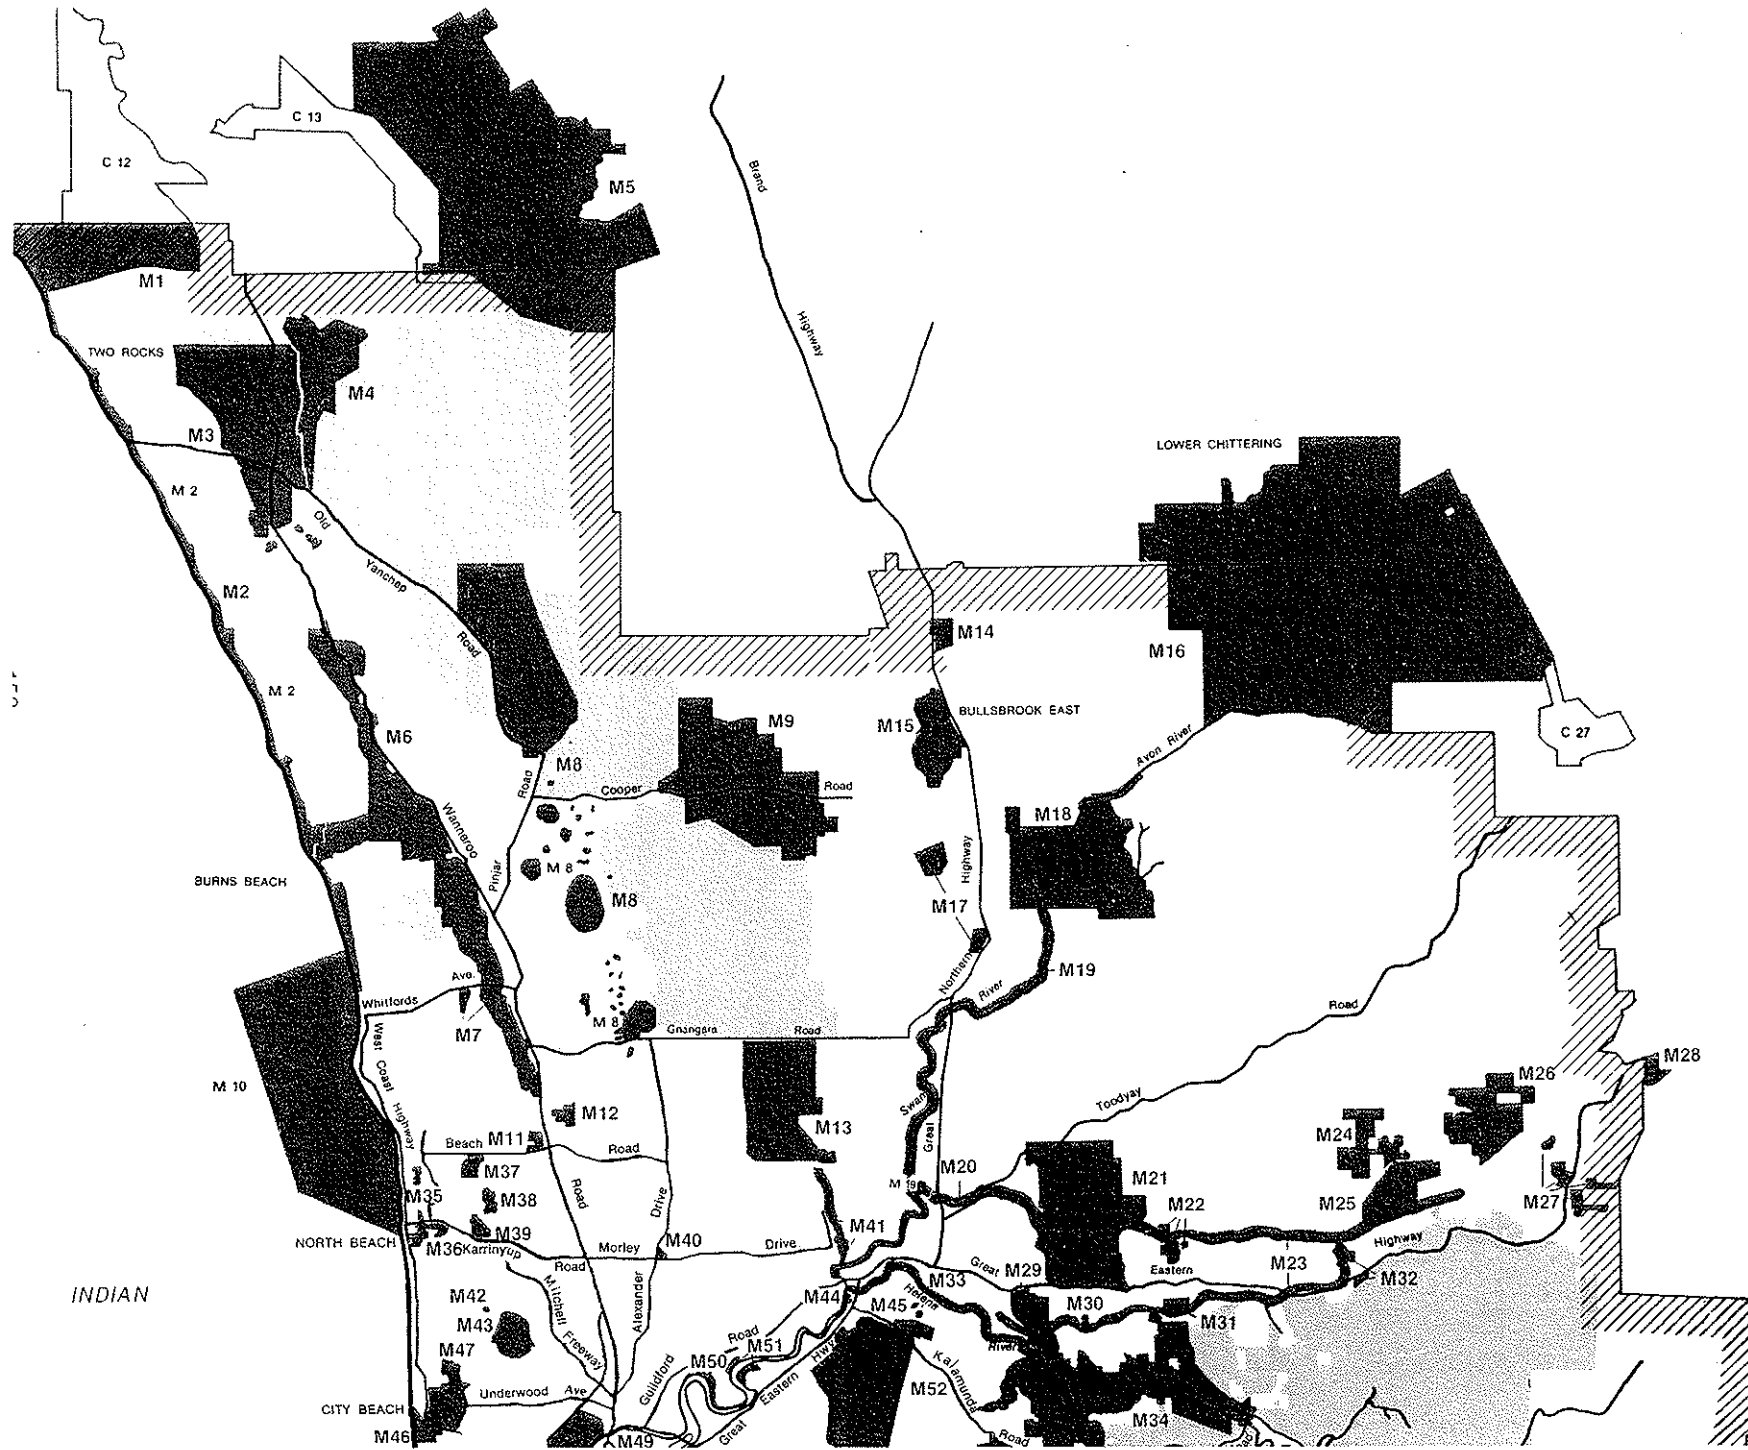 C 13
C 12
M5
Brand
M1
Highway
TWO ROCKS
M4
M3
LOWER CHITTERING
M 2
Old
Yanchep
M2
Road
M14
M16
M 2
M9
M15
BULLSBROOK EAST
M6
C 27
Avon River
M8
Road
Cooper
Road
Wanneroo
M18
Highway
Pinjar
M 8
BURNS BEACH
M8
M17
Northern
M19
River
Ave.
Whitfords
M7
M 8
Gnangara
Road
Road
West
Coast
Highway
M28
M 10
M26
Swan
Toodyay
M12
M13
Great
M24
Beach
M11
Road
M37
M20
M21
M 19
M35
M38
Road
Drive
M22
M25
M27
M39
M41
NORTH BEACH
M36
Karrinyup
Road
Morley
M40
Drive
Highway
Great
Eastern
M29
M23
M32
M33
INDIAN
M42
Mitchell
Freeway
Alexander
M44
M45
Helena
M30
M43
M31
Road
River
M47
M50
M51
Hwy
Guildford
Kalamunda
M52
Underwood
Ave
Eastern
CITY BEACH
M34
Great
M46
M49
Road